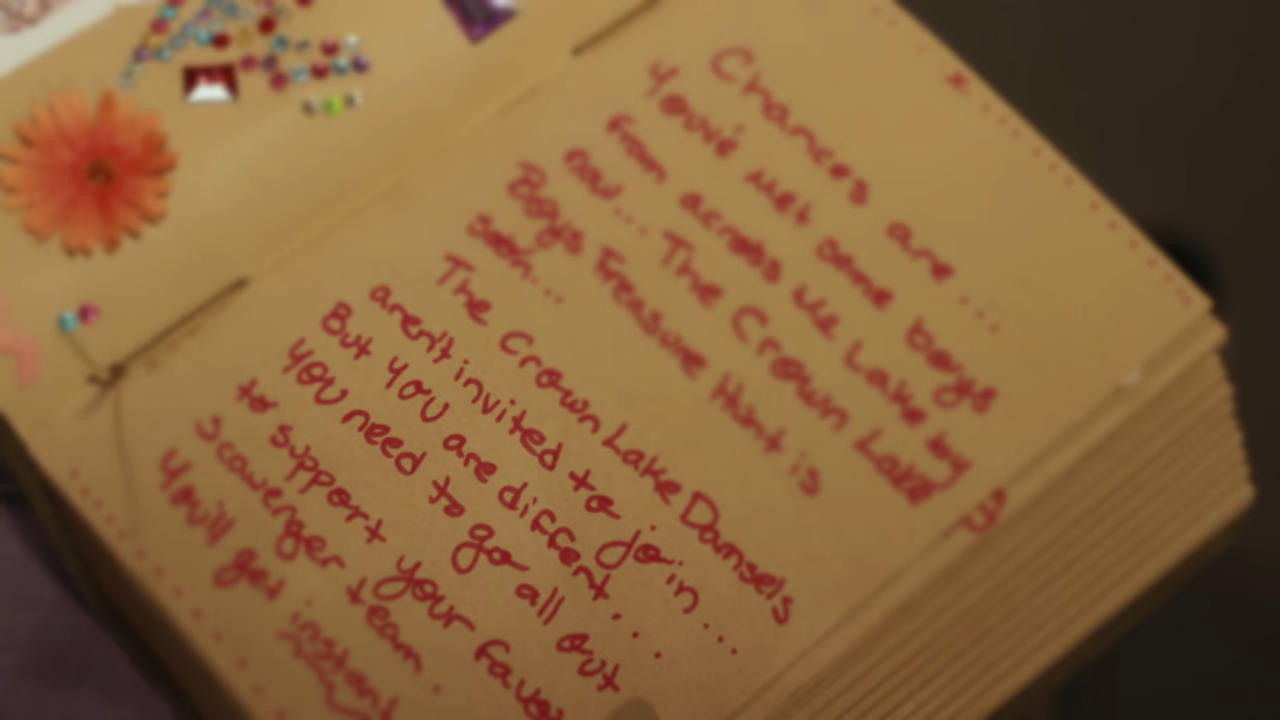 Chances are...
You've met some boys
from across the Lake by
now... The Crown Lake
Boys Treasure Hunt is
soon...
The Crown Lake Damsels
aren't invited to join...
But you are diffent...
you need to go all out
to support your favo
scavenger team.
You'll get instant